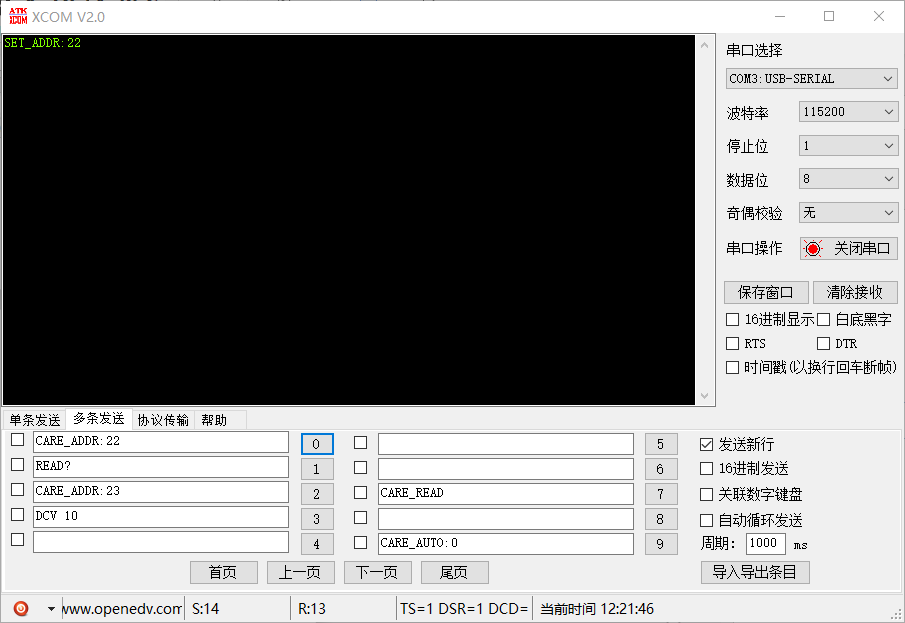 XCOM V2.0
SET_ADDR:22
串口选择
COM3:USB-SERIAL
波特率 115200
停止位 1
数据位 8
奇偶校验 无
串口操作 关闭串口
保存窗口 清除接收
16进制显示 白底黑字
RTS DTR
时间戳(以换行回车断帧)
单条发送 多条发送 协议传输 帮助
CARE_ADDR:22 0 5 发送新行
READ? 1 6 16进制发送
CARE_ADDR:23 2 CARE_READ 7 关联数字键盘
DCV 10 3 8 自动循环发送
4 CARE_AUTO:0 9 周期: 1000 ms
首页 上一页 下一页 尾页 导入导出条目
www.openedv.com S:14 R:13 TS=1 DSR=1 DCD= 当前时间 12:21:46